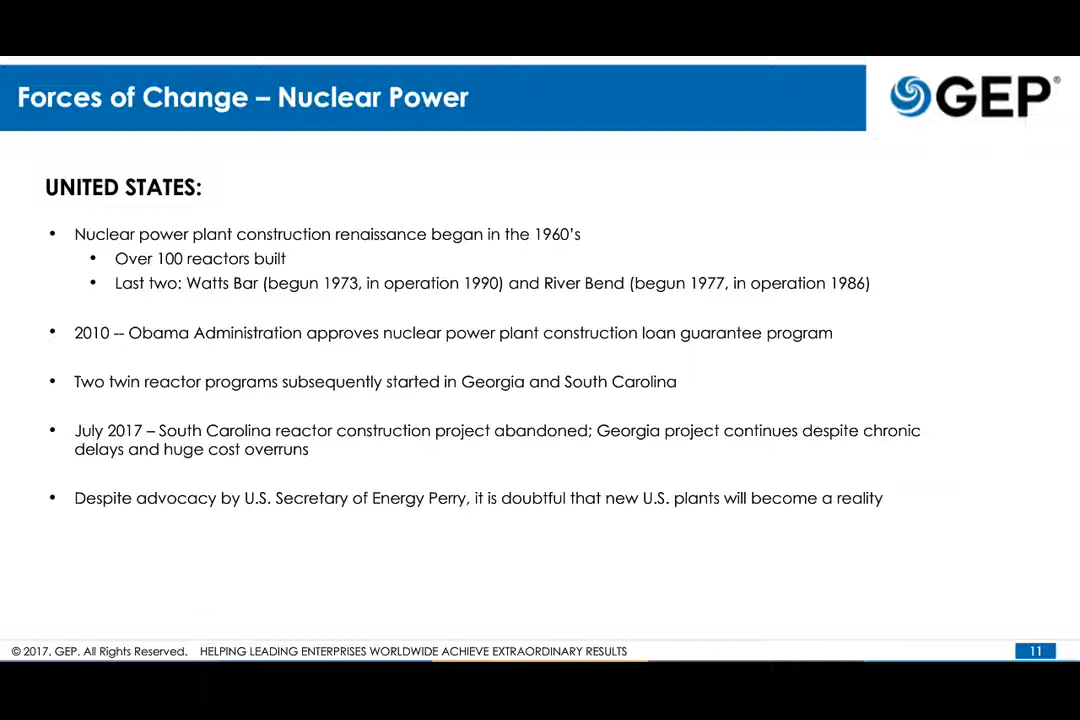 Forces of Change – Nuclear Power
GEP®
UNITED STATES:
• Nuclear power plant construction renaissance began in the 1960's
• Over 100 reactors built
• Last two: Watts Bar (begun 1973, in operation 1990) and River Bend (begun 1977, in operation 1986)
• 2010 -- Obama Administration approves nuclear power plant construction loan guarantee program
• Two twin reactor programs subsequently started in Georgia and South Carolina
• July 2017 – South Carolina reactor construction project abandoned; Georgia project continues despite chronic
delays and huge cost overruns
• Despite advocacy by U.S. Secretary of Energy Perry, it is doubtful that new U.S. plants will become a reality
© 2017, GEP. All Rights Reserved. HELPING LEADING ENTERPRISES WORLDWIDE ACHIEVE EXTRAORDINARY RESULTS
11